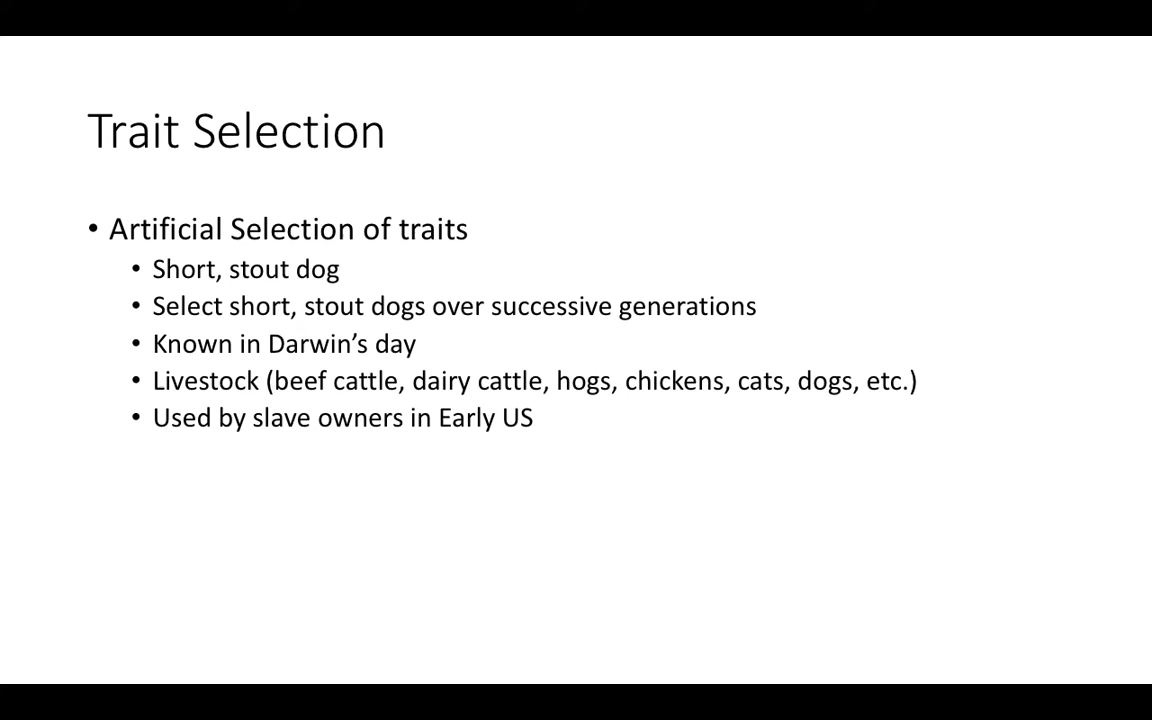 Trait Selection
• Artificial Selection of traits
• Short, stout dog
• Select short, stout dogs over successive generations
• Known in Darwin’s day
• Livestock (beef cattle, dairy cattle, hogs, chickens, cats, dogs, etc.)
• Used by slave owners in Early US